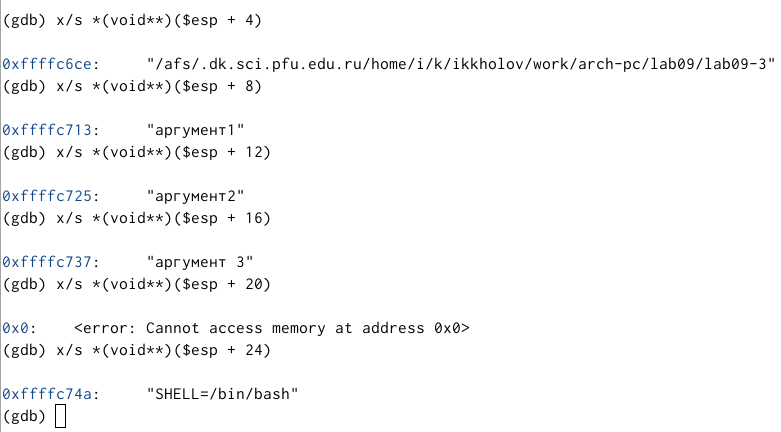 (gdb) x/s *(void**)($esp + 4)
0xffffc6ce:     "/afs/.dk.sci.pfu.edu.ru/home/i/k/ikkholov/work/arch-pc/lab09/lab09-3"
(gdb) x/s *(void**)($esp + 8)
0xffffc713:     "аргумент1"
(gdb) x/s *(void**)($esp + 12)
0xffffc725:     "аргумент2"
(gdb) x/s *(void**)($esp + 16)
0xffffc737:     "аргумент 3"
(gdb) x/s *(void**)($esp + 20)
0x0:    <error: Cannot access memory at address 0x0>
(gdb) x/s *(void**)($esp + 24)
0xffffc74a:     "SHELL=/bin/bash"
(gdb)